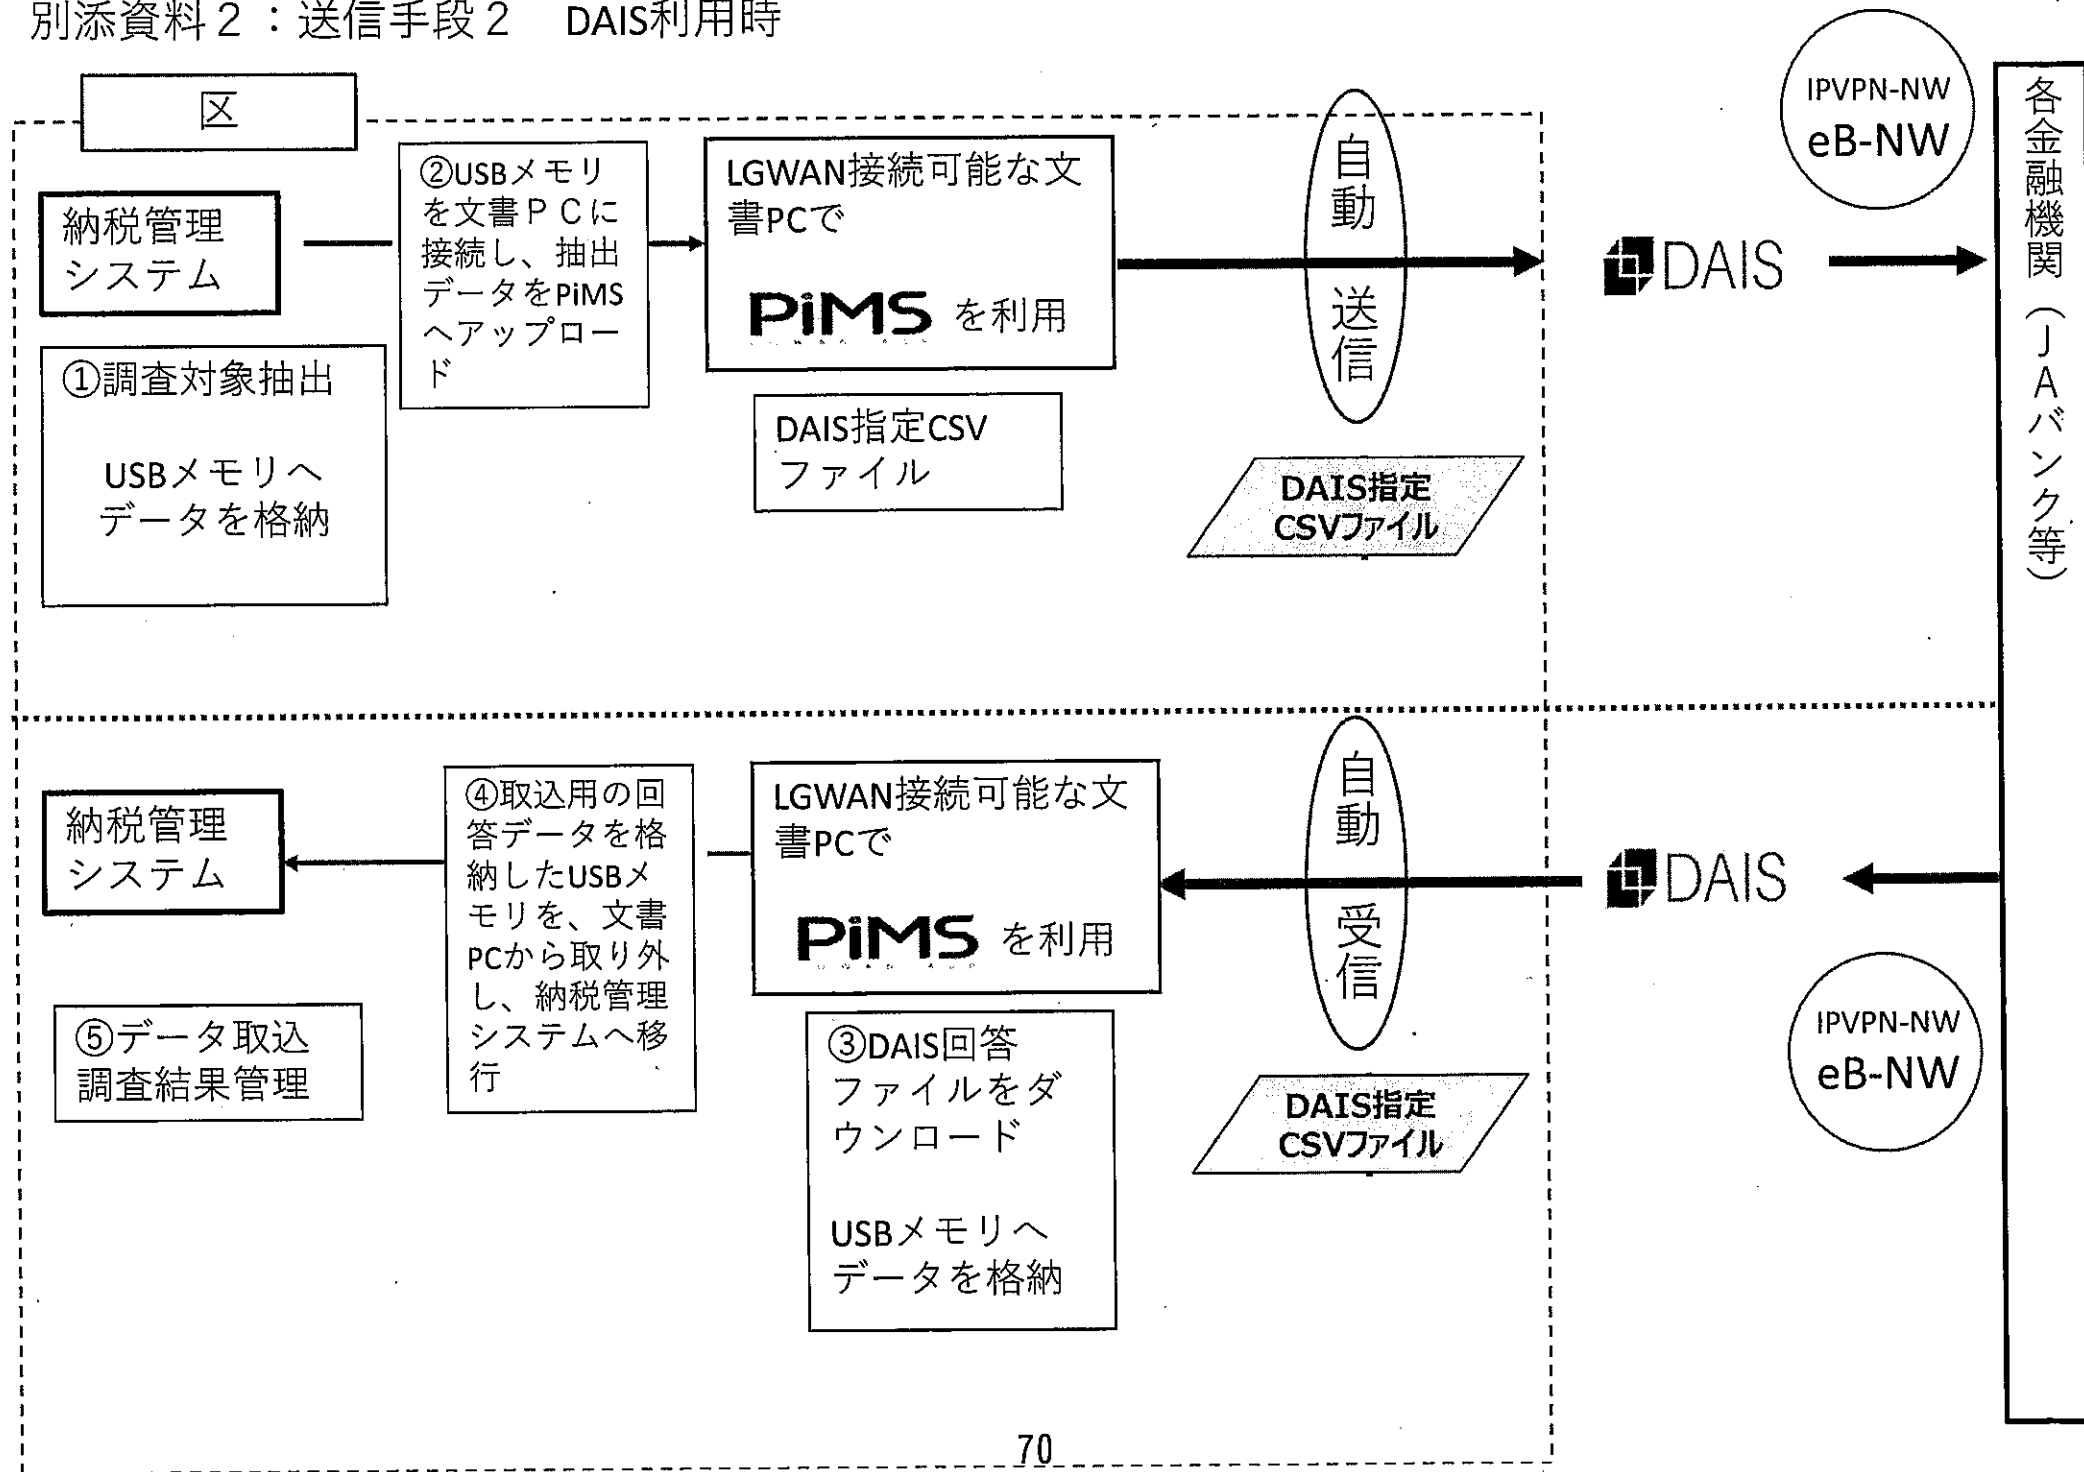 別添資料２：送信手段２　DAIS利用時
区
納税管理
システム
①調査対象抽出
USBメモリへ
データを格納
②USBメモリ
を文書ＰＣに
接続し、抽出
データをPiMS
へアップロー
ド
LGWAN接続可能な文
書PCで
PiMS を利用
DAIS指定CSV
ファイル
自動送信
DAIS指定
CSVファイル
DAIS
IPVPN-NW
eB-NW
各金融機関（ＪＡバンク等）
納税管理
システム
⑤データ取込
調査結果管理
④取込用の回
答データを格
納したUSBメ
モリを、文書
PCから取り外
し、納税管理
システムへ移
行
LGWAN接続可能な文
書PCで
PiMS を利用
③DAIS回答
ファイルをダ
ウンロード
USBメモリへ
データを格納
自動受信
DAIS指定
CSVファイル
DAIS
IPVPN-NW
eB-NW
70